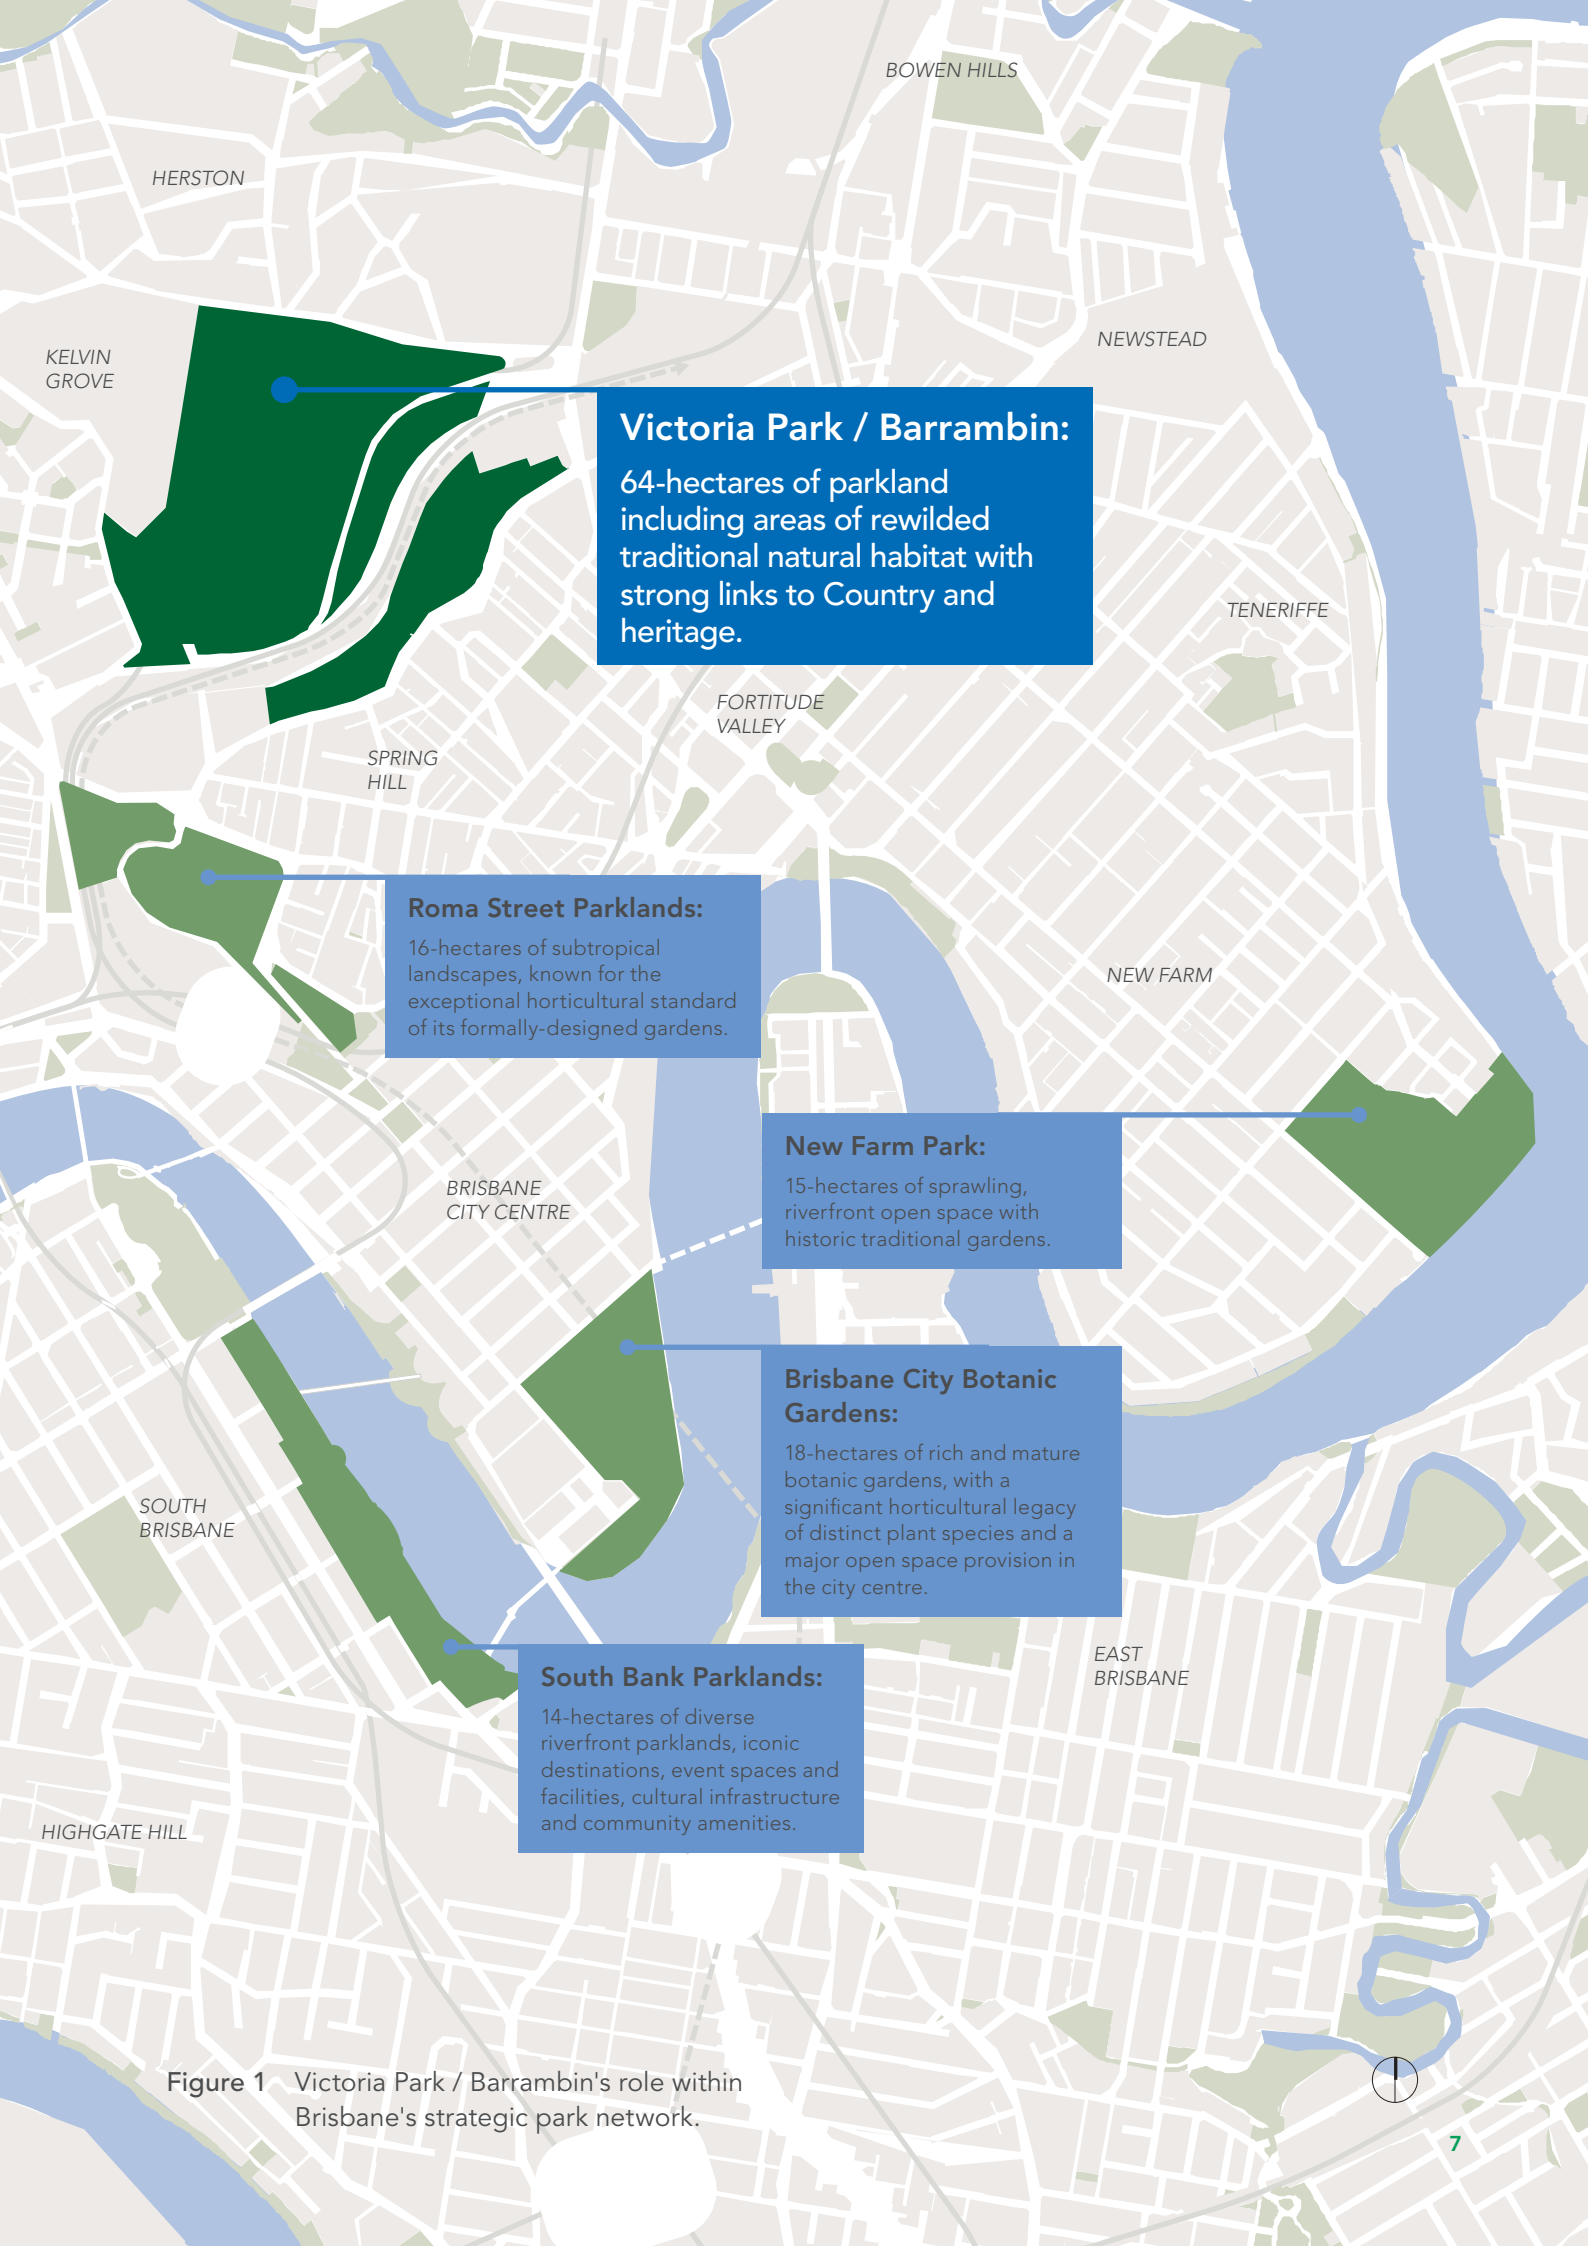 BOWEN HILLS
HERSTON
NEWSTEAD
KELVIN
GROVE
Victoria Park / Barrambin:
64-hectares of parkland
including areas of rewilded
traditional natural habitat with
strong links to Country and
heritage.
TENERIFFE
FORTITUDE
VALLEY
SPRING
HILL
Roma Street Parklands:
16-hectares of subtropical
landscapes, known for the
exceptional horticultural standard
of its formally-designed gardens.
NEW FARM
New Farm Park:
15-hectares of sprawling,
riverfront open space with
historic traditional gardens.
BRISBANE
CITY CENTRE
Brisbane City Botanic
Gardens:
18-hectares of rich and mature
botanic gardens, with a
significant horticultural legacy
of distinct plant species and a
major open space provision in
the city centre.
SOUTH
BRISBANE
EAST
BRISBANE
South Bank Parklands:
14-hectares of diverse
riverfront parklands, iconic
destinations, event spaces and
facilities, cultural infrastructure
and community amenities.
HIGHGATE HILL
Figure 1 Victoria Park / Barrambin's role within
Brisbane's strategic park network.
7